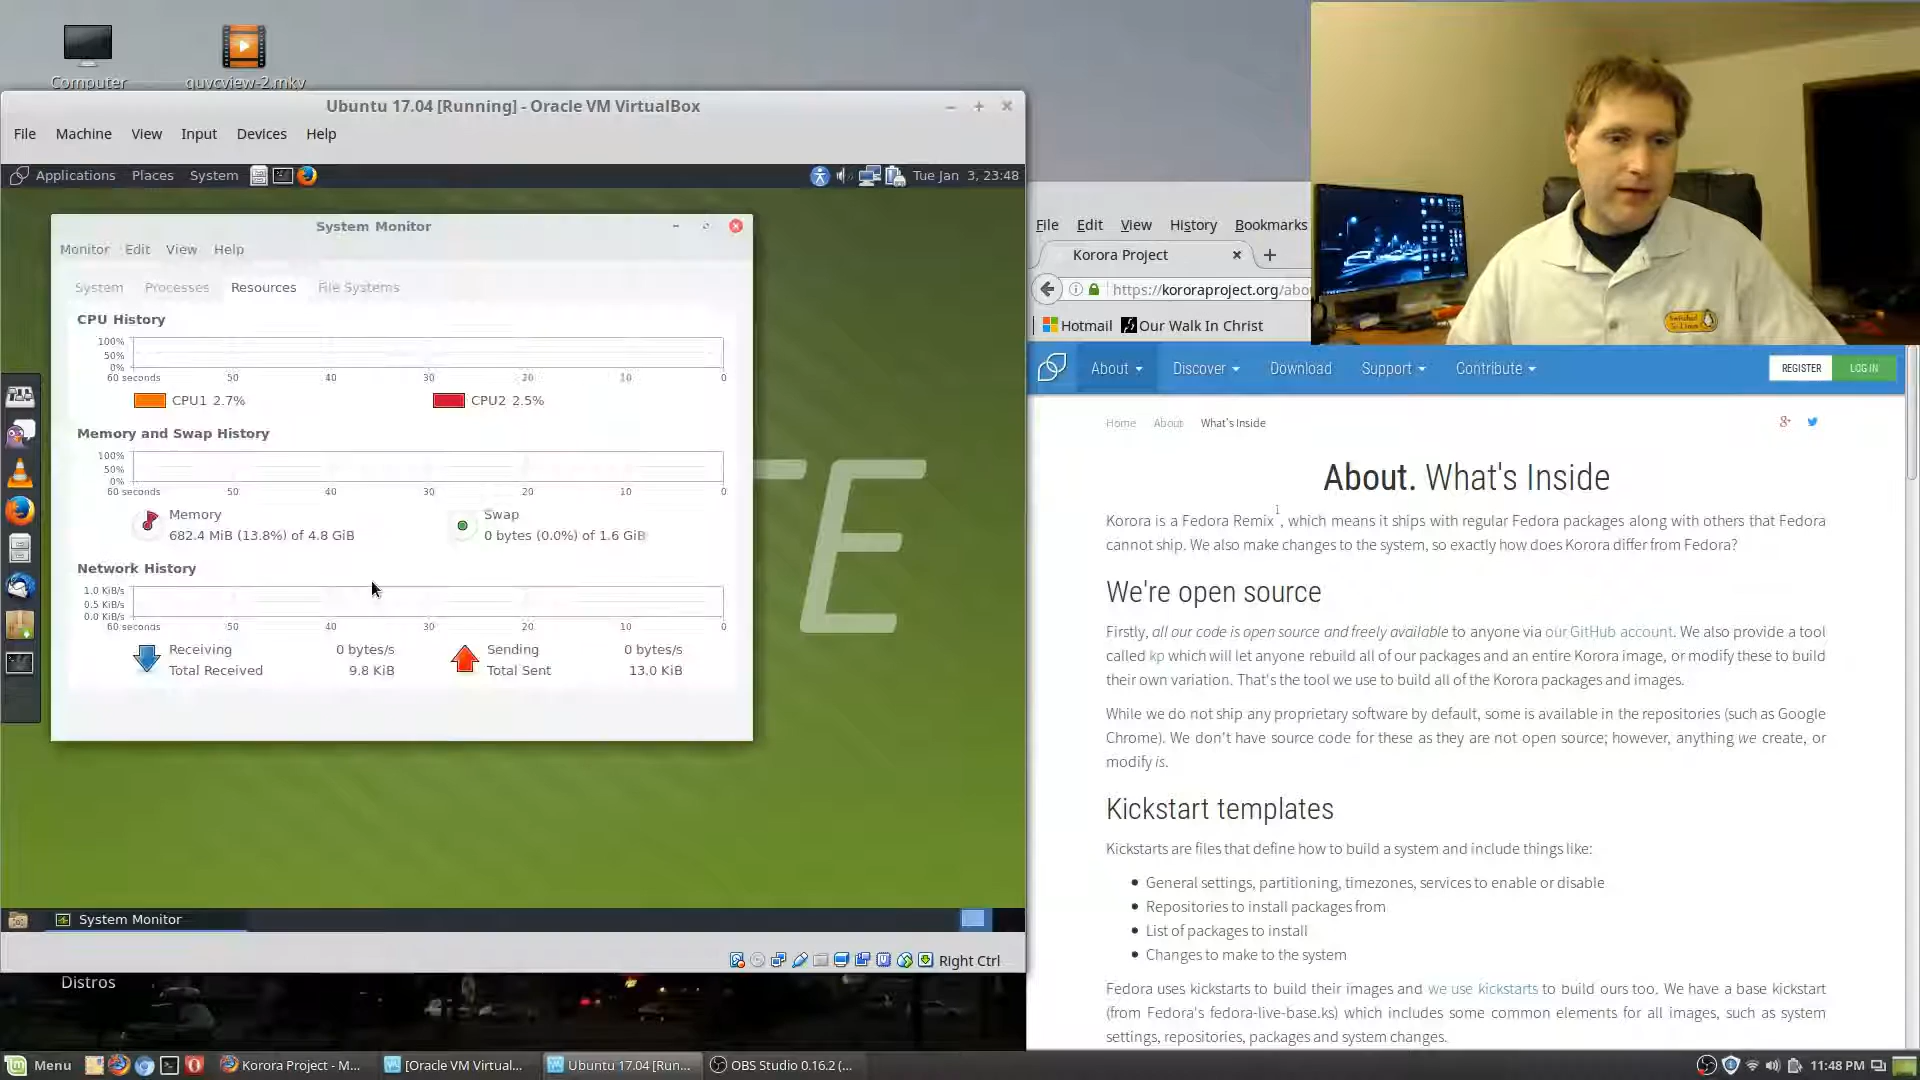 Computer
quvcview-2.mkv
Ubuntu 17.04 [Running] - Oracle VM VirtualBox
File Machine View Input Devices Help
Applications Places System
Tue Jan 3, 23:48
System Monitor
Monitor Edit View Help
System Processes Resources File Systems
CPU History
100%
50%
0%
60 seconds 50 40 30 20 10 0
CPU1 2.7% CPU2 2.5%
Memory and Swap History
100%
50%
0%
60 seconds 50 40 30 20 10 0
Memory
682.4 MiB (13.8%) of 4.8 GiB
Swap
0 bytes (0.0%) of 1.6 GiB
Network History
1.0 KiB/s
0.5 KiB/s
0.0 KiB/s
60 seconds 50 40 30 20 10 0
Receiving 0 bytes/s
Total Received 9.8 KiB
Sending 0 bytes/s
Total Sent 13.0 KiB
TE
System Monitor
Right Ctrl
Distros
File Edit View History Bookmarks
Korora Project
https://kororaproject.org/abou
Hotmail Our Walk In Christ
About Discover Download Support Contribute REGISTER LOG IN
Home About What's Inside
8+
About. What's Inside
Korora is a Fedora Remix1, which means it ships with regular Fedora packages along with others that Fedora
cannot ship. We also make changes to the system, so exactly how does Korora differ from Fedora?
We're open source
Firstly, all our code is open source and freely available to anyone via our GitHub account. We also provide a tool
called kp which will let anyone rebuild all of our packages and an entire Korora image, or modify these to build
their own variation. That's the tool we use to build all of the Korora packages and images.
While we do not ship any proprietary software by default, some is available in the repositories (such as Google
Chrome). We don't have source code for these as they are not open source; however, anything we create, or
modify is.
Kickstart templates
Kickstarts are files that define how to build a system and include things like:
General settings, partitioning, timezones, services to enable or disable
Repositories to install packages from
List of packages to install
Changes to make to the system
Fedora uses kickstarts to build their images and we use kickstarts to build ours too. We have a base kickstart
(from Fedora's fedora-live-base.ks) which includes some common elements for all images, such as system
settings, repositories, packages and system changes.
Menu
Korora Project - M...
[Oracle VM Virtual...
Ubuntu 17.04 [Run...
OBS Studio 0.16.2 (...
11:48 PM